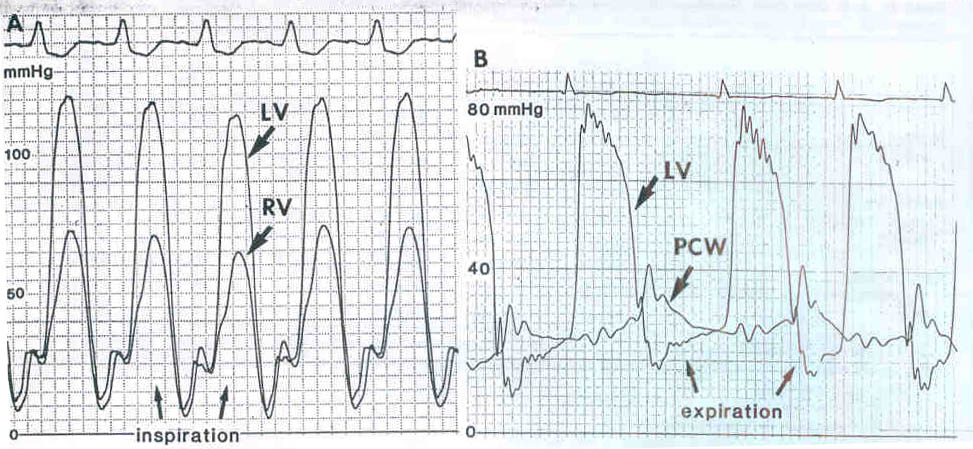 A
mmHg
LV
100
RV
50
0
inspiration
B
80 mmHg
LV
PCW
40
expiration
0